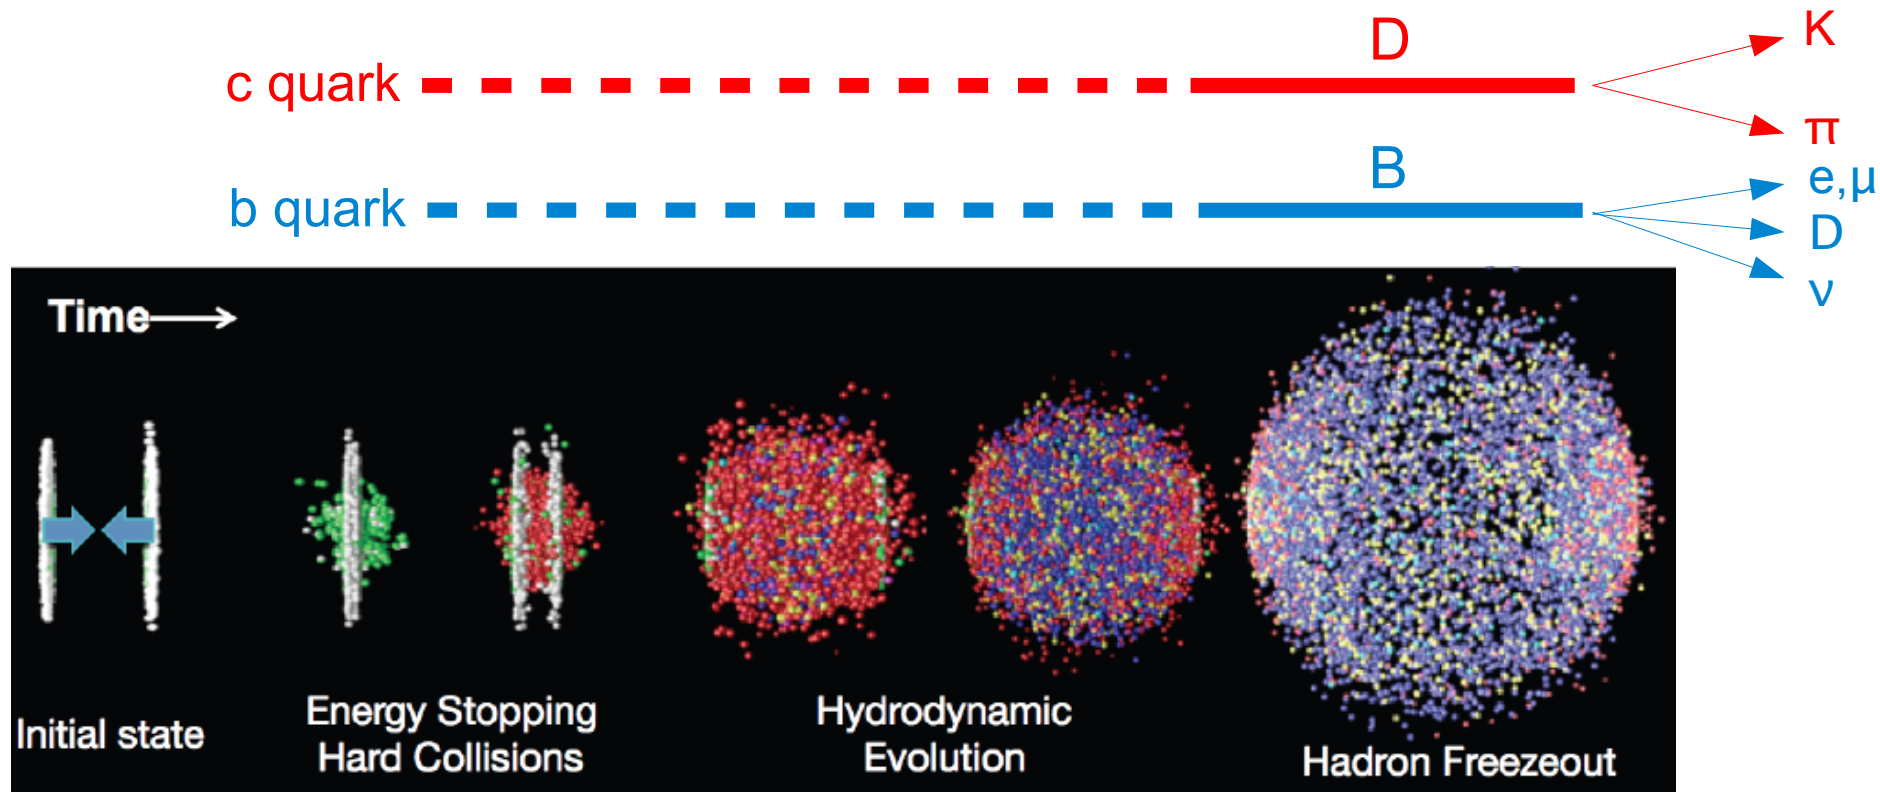 D
K
c quark
π
B
e,μ
b quark
D
ν
Time
Initial state
Energy Stopping
Hard Collisions
Hydrodynamic
Evolution
Hadron Freezeout